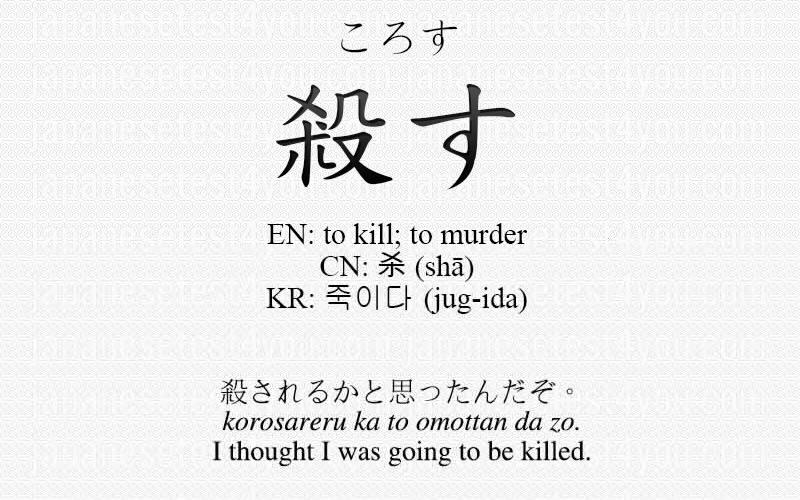 ころす
殺す
EN: to kill; to murder
CN: 杀 (shā)
KR: 죽이다 (jug-ida)
殺されるかと思ったんだぞ。
korosareru ka to omottan da zo.
I thought I was going to be killed.
japanesetest4you.com